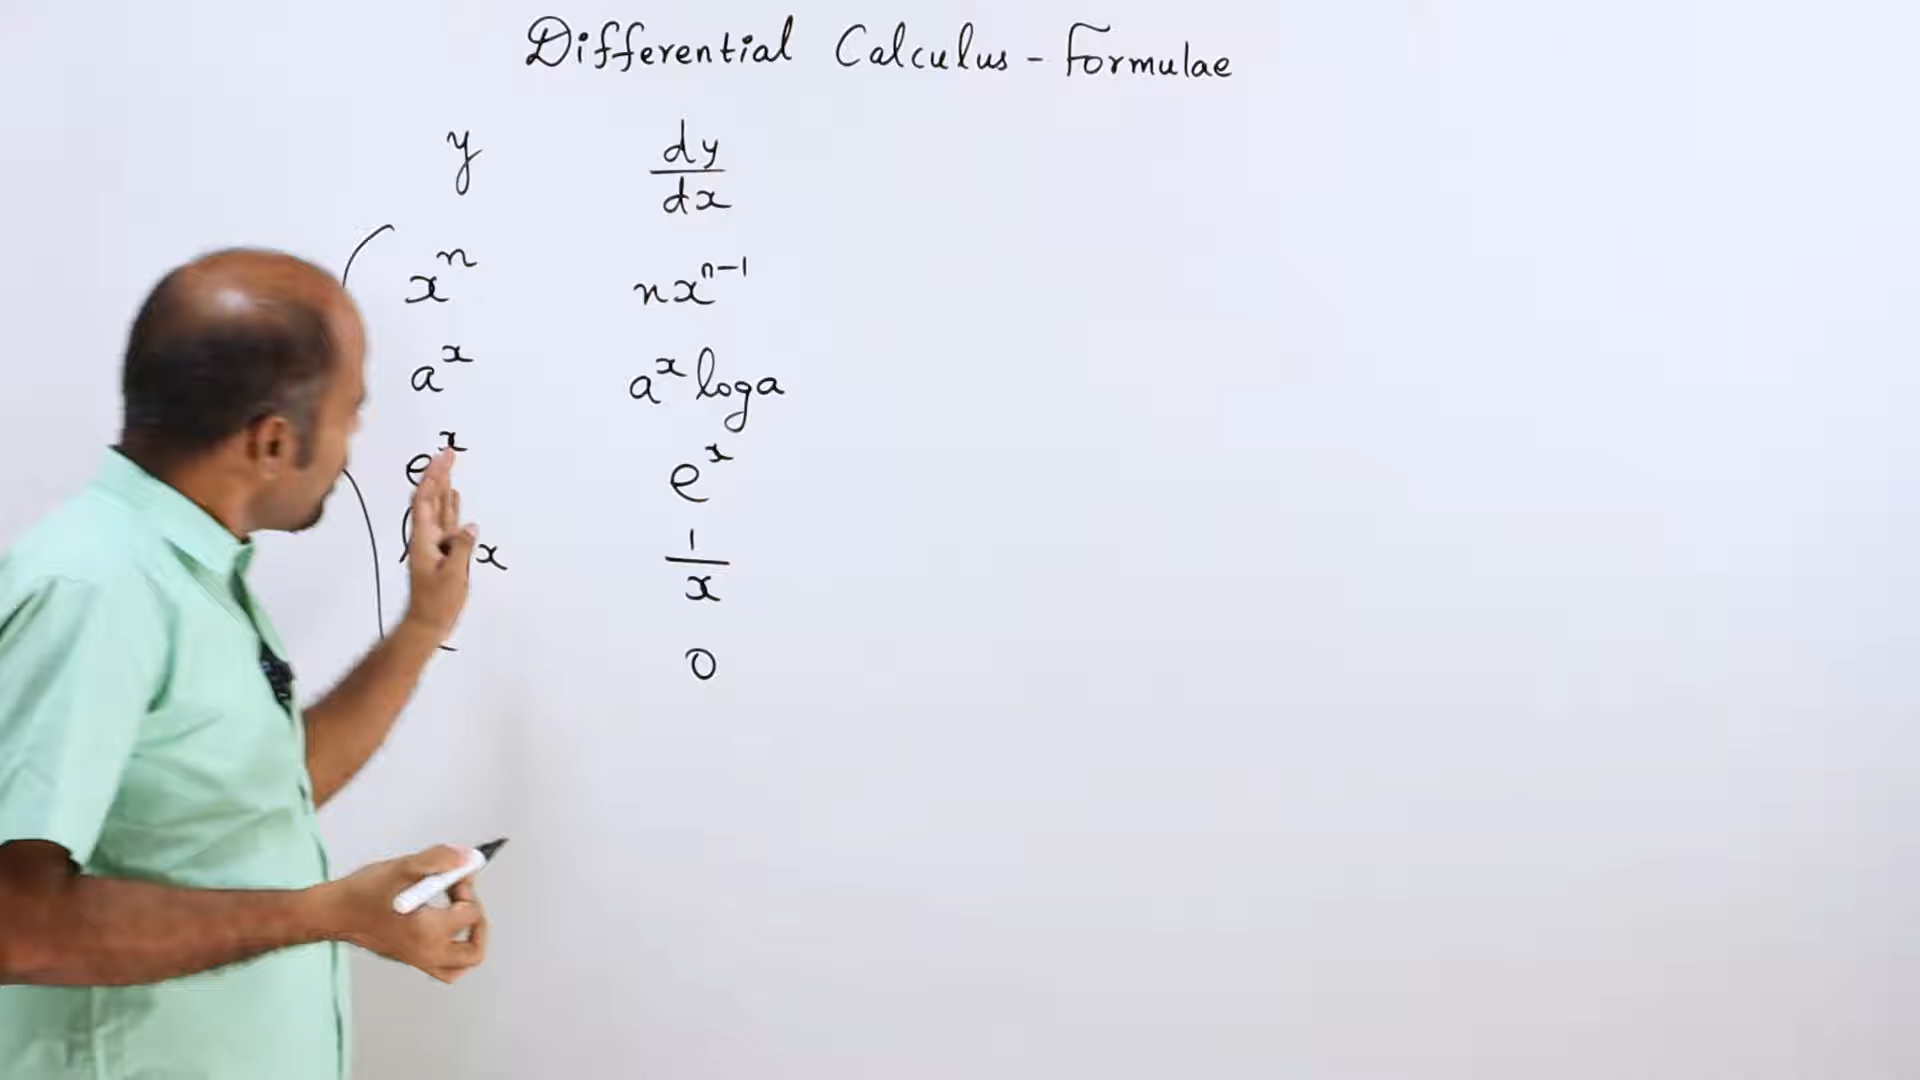 Differential Calculus - Formulae
y dy/dx
x^n nx^(n-1)
a^x a^x loga
e^x e^x
x 1/x
0